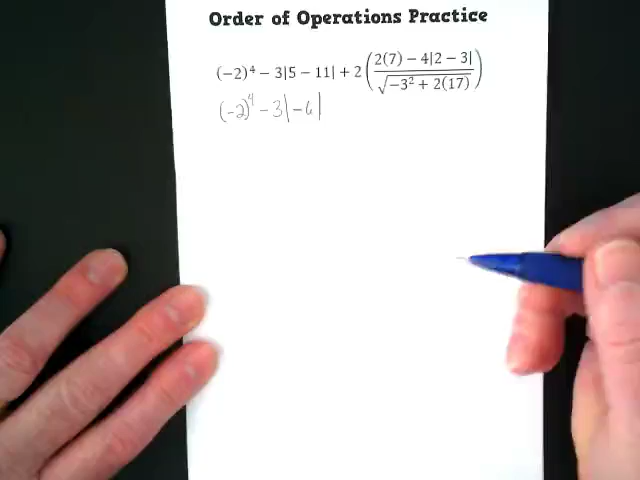 Order of Operations Practice
(−2)⁴ − 3|5 − 11| + 2 ( (2(7) − 4|2 − 3|) / √(−3² + 2(17)) )
(−2)⁴ − 3|−6|